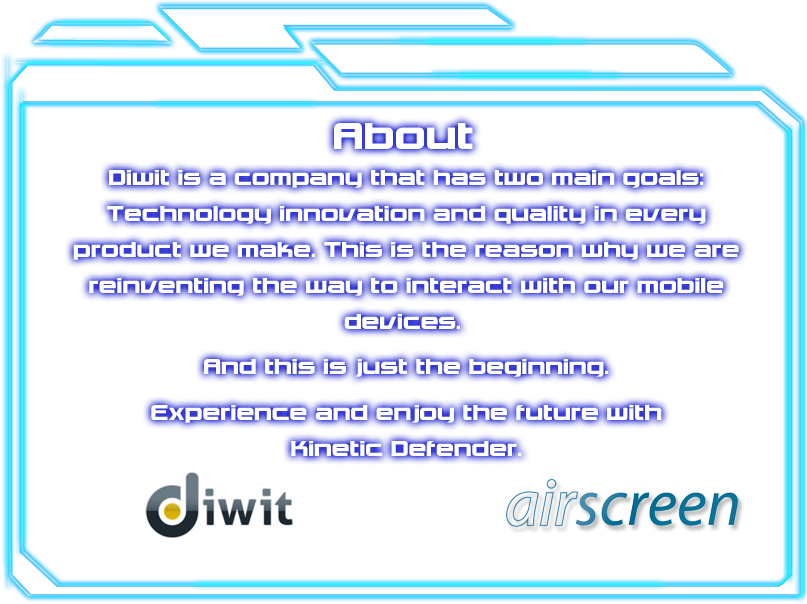 About
Diwit is a company that has two main goals:
Technology innovation and quality in every
product we make. This is the reason why we are
reinventing the way to interact with our mobile
devices.
And this is just the beginning.
Experience and enjoy the future with
Kinetic Defender.
diwit
airscreen